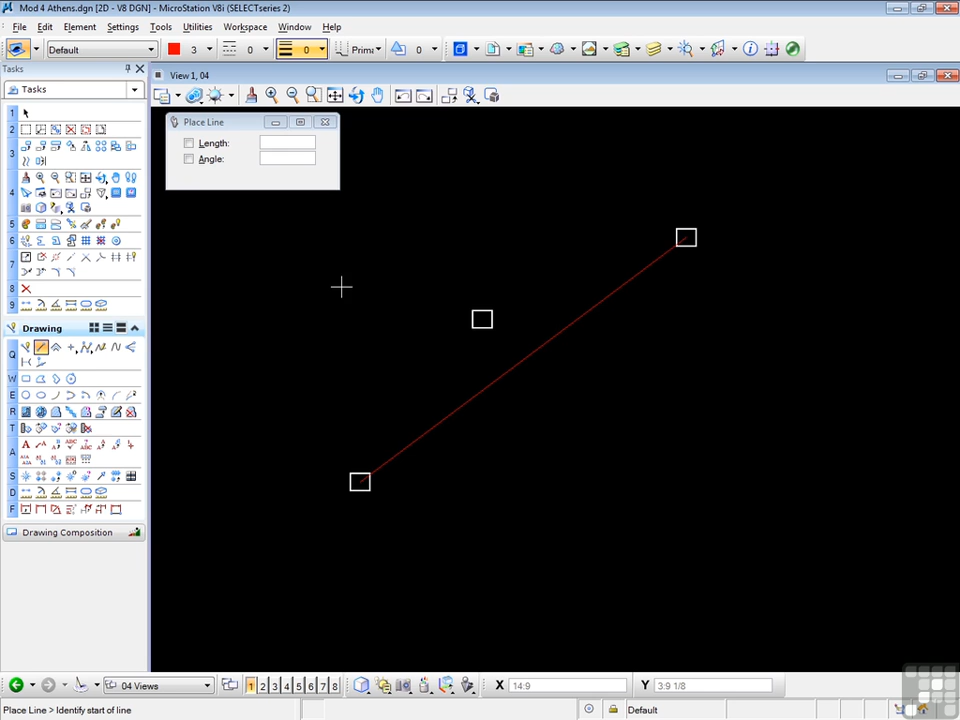 Mod 4 Athens.dgn [2D - V8 DGN] - MicroStation V8i (SELECTseries 2)
File Edit Element Settings Tools Utilities Workspace Window Help
Default 3 0 0 Prima 0
Tasks
View 1, 04
Tasks
Place Line
Length:
Angle:
1
2
3
4
5
6
7
8
9
Drawing
Q
W
E
R
T
A
S
D
F
Drawing Composition
04 Views 1 2 3 4 5 6 7 8 X 14:9 Y 3:9 1/8
Place Line > Identify start of line Default